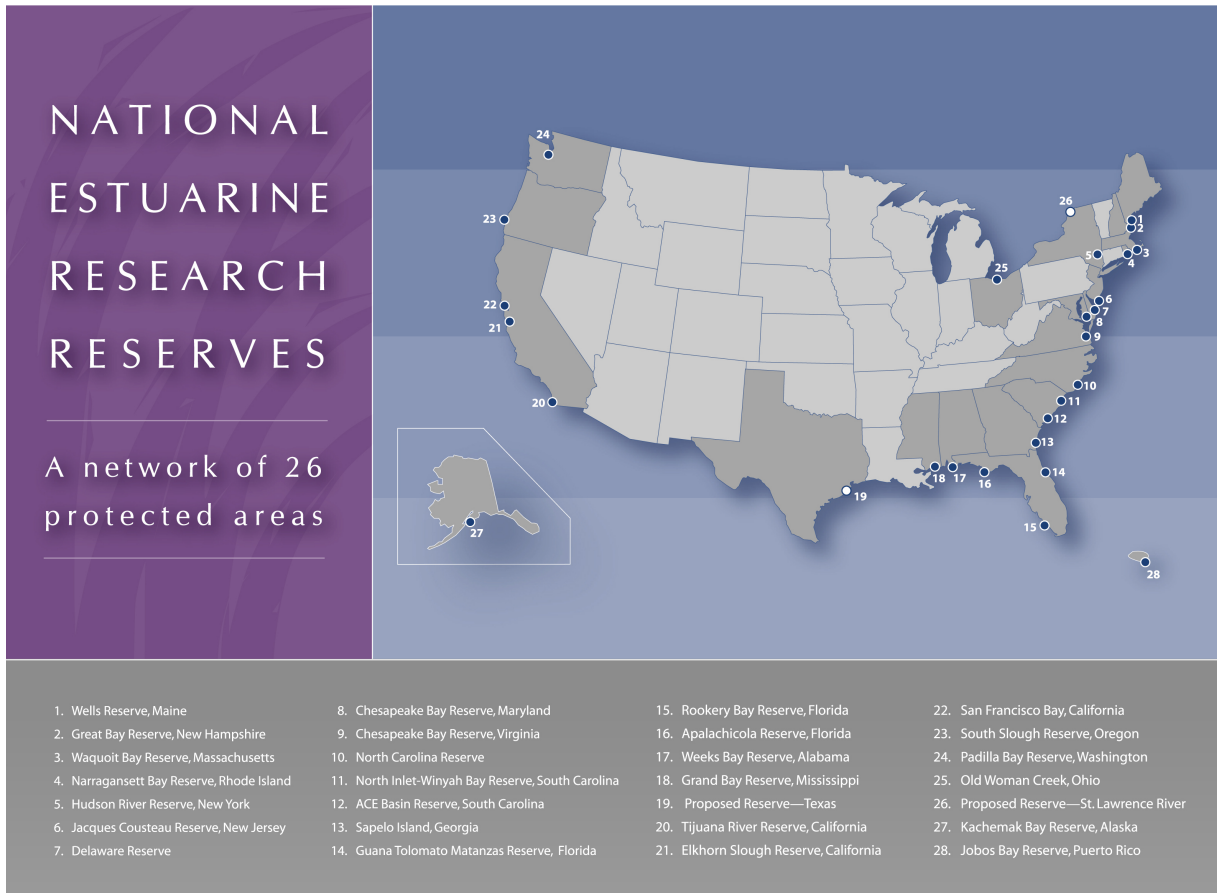 NATIONAL
ESTUARINE
RESEARCH
RESERVES
A network of 26
protected areas
24
23
22
21
20
27
26
25
1
2
3
4
5
6
7
8
9
10
11
12
13
14
15
16
17
18
19
28
1. Wells Reserve, Maine
2. Great Bay Reserve, New Hampshire
3. Waquoit Bay Reserve, Massachusetts
4. Narragansett Bay Reserve, Rhode Island
5. Hudson River Reserve, New York
6. Jacques Cousteau Reserve, New Jersey
7. Delaware Reserve
8. Chesapeake Bay Reserve, Maryland
9. Chesapeake Bay Reserve, Virginia
10. North Carolina Reserve
11. North Inlet-Winyah Bay Reserve, South Carolina
12. ACE Basin Reserve, South Carolina
13. Sapelo Island, Georgia
14. Guana Tolomato Matanzas Reserve, Florida
15. Rookery Bay Reserve, Florida
16. Apalachicola Reserve, Florida
17. Weeks Bay Reserve, Alabama
18. Grand Bay Reserve, Mississippi
19. Proposed Reserve—Texas
20. Tijuana River Reserve, California
21. Elkhorn Slough Reserve, California
22. San Francisco Bay, California
23. South Slough Reserve, Oregon
24. Padilla Bay Reserve, Washington
25. Old Woman Creek, Ohio
26. Proposed Reserve—St. Lawrence River
27. Kachemak Bay Reserve, Alaska
28. Jobos Bay Reserve, Puerto Rico